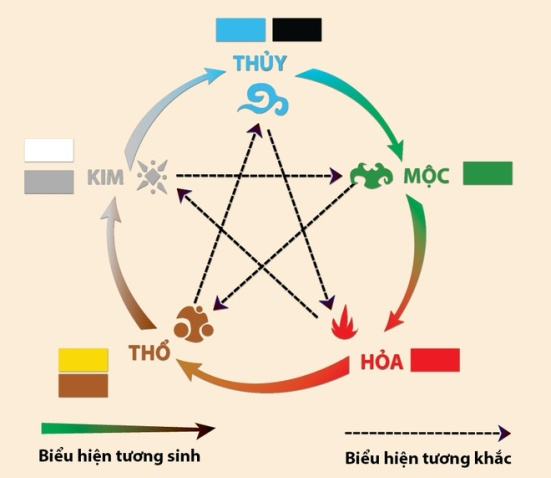 THỦY
KIM
MỘC
THỔ
HỎA
Biểu hiện tương sinh
Biểu hiện tương khắc